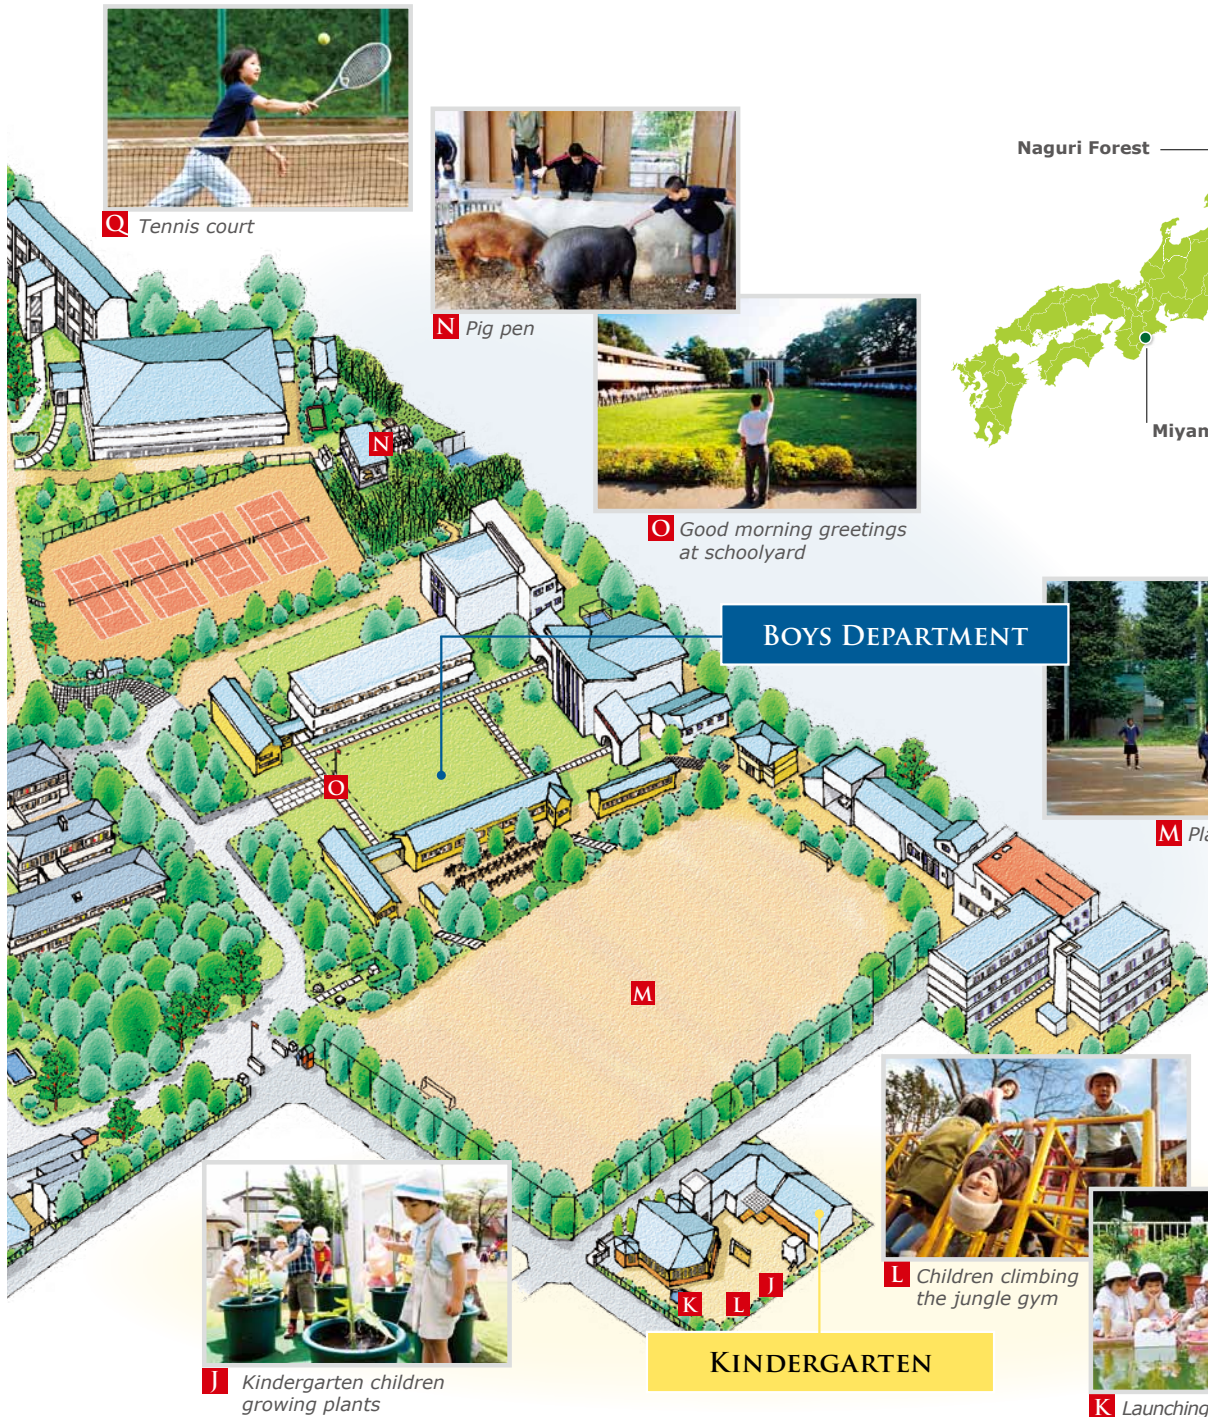 Q Tennis court
N Pig pen
Naguri Forest
N
O Good morning greetings
at schoolyard
BOYS DEPARTMENT
O
M
M
J
K
L
L Children climbing
the jungle gym
KINDERGARTEN
J Kindergarten children
growing plants
K Launching